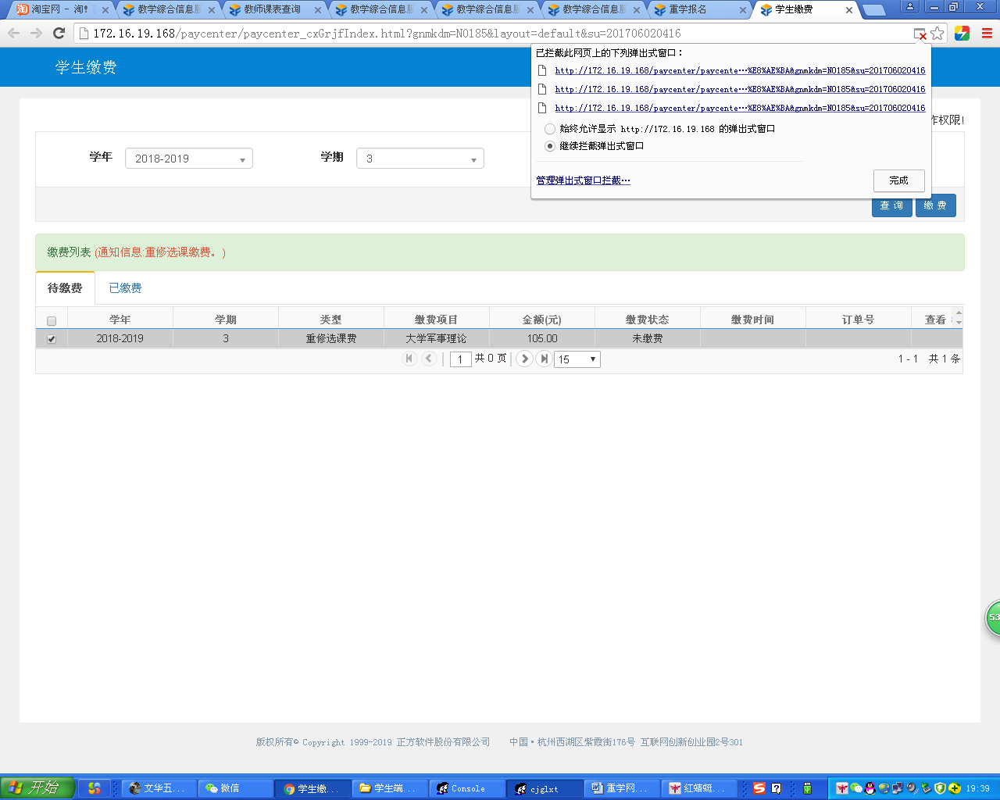 淘宝网 - 淘!
教学综合信息服
教师课表查询
教学综合信息服
教学综合信息服
教学综合信息服
重学报名
学生缴费
172.16.19.168/paycenter/paycenter_cxGrjfIndex.html?gnmkdm=N0185&layout=default&su=201706020416
学生缴费
已拦截此网页上的下列弹出式窗口：
http://172.16.19.168/paycenter/paycente…%E8%AE%BA&gnmkdm=N0185&su=201706020416
http://172.16.19.168/paycenter/paycente…%E8%AE%BA&gnmkdm=N0185&su=201706020416
http://172.16.19.168/paycenter/paycente…%E8%AE%BA&gnmkdm=N0185&su=201706020416
始终允许显示 http://172.16.19.168 的弹出式窗口
继续拦截弹出式窗口
管理弹出式窗口拦截…
完成
作权限!
学年 2018-2019 学期 3
查 询 缴 费
缴费列表 (通知信息:重修选课缴费。)
待缴费 已缴费
学年 学期 类型 缴费项目 金额(元) 缴费状态 缴费时间 订单号 查看
2018-2019 3 重修选课费 大学军事理论 105.00 未缴费
1 共 0 页 15 1 - 1 共 1 条
53
版权所有© Copyright 1999-2019 正方软件股份有限公司 中国·杭州西湖区紫霞街176号 互联网创新创业园2号301
开始 文华五... 微信 学生缴... 学生端... Console cjglxt 重学网... 红蜻蜓... 19:39